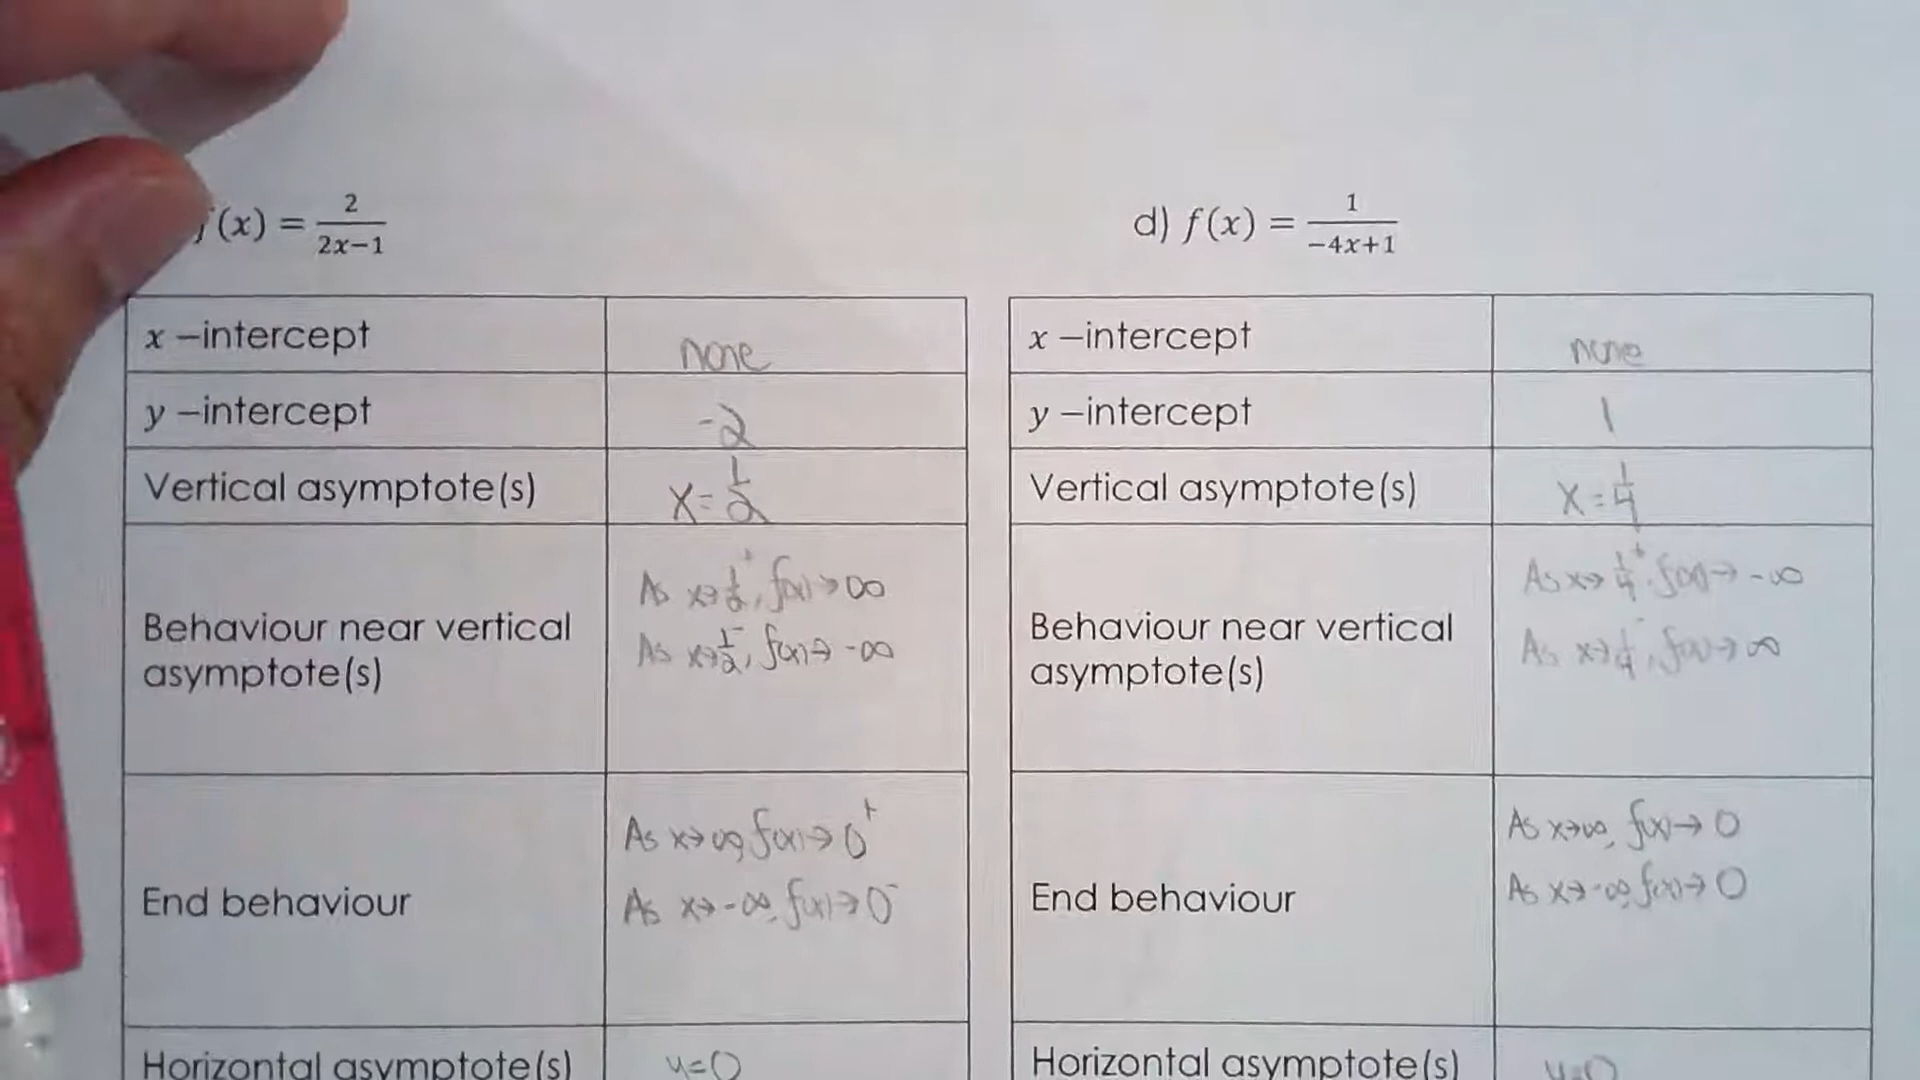 f(x) = 2/(2x−1)
x −intercept none
y −intercept -2
Vertical asymptote(s) x=1/2
Behaviour near vertical asymptote(s)
As x→1/2⁺, f(x)→∞
As x→1/2⁻, f(x)→ -∞
End behaviour
As x→∞, f(x)→0⁺
As x→-∞, f(x)→0⁻
Horizontal asymptote(s) y=0
d) f(x) = 1/(−4x+1)
x −intercept none
y −intercept 1
Vertical asymptote(s) x=1/4
Behaviour near vertical asymptote(s)
As x→1/4⁺, f(x)→ -∞
As x→1/4⁻, f(x)→∞
End behaviour
As x→∞, f(x)→0
As x→-∞, f(x)→0
Horizontal asymptote(s) y=0